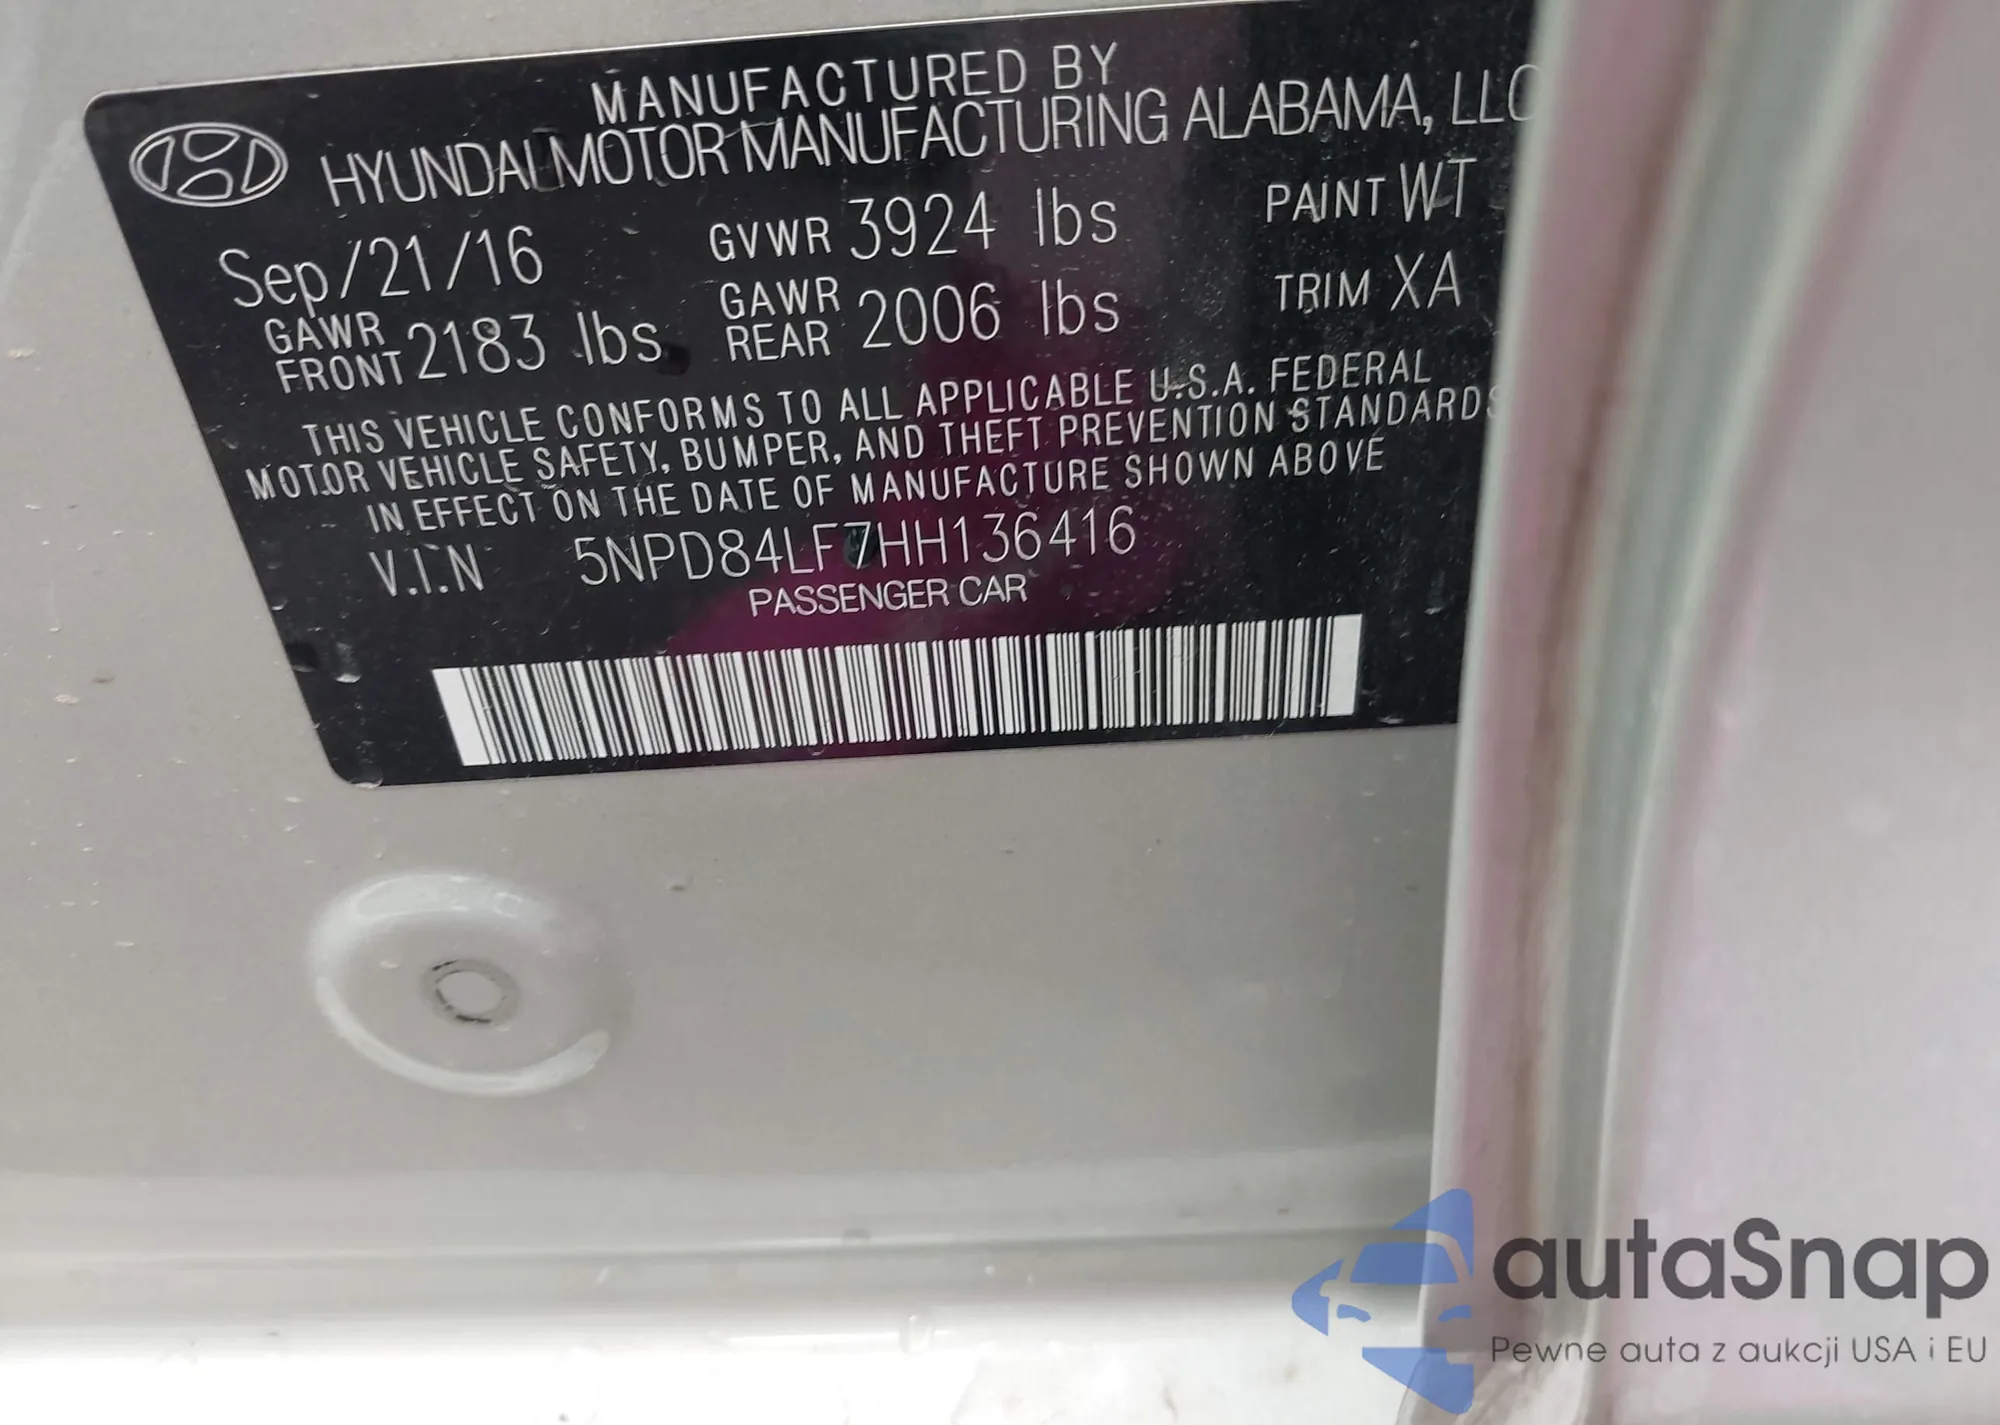 MANUFACTURED BY
HYUNDAI MOTOR MANUFACTURING ALABAMA, LLC
Sep/21/16 GVWR 3924 lbs PAINT WT
GAWR FRONT 2183 lbs GAWR REAR 2006 lbs TRIM XA
THIS VEHICLE CONFORMS TO ALL APPLICABLE U.S.A. FEDERAL
MOTOR VEHICLE SAFETY, BUMPER, AND THEFT PREVENTION STANDARDS
IN EFFECT ON THE DATE OF MANUFACTURE SHOWN ABOVE
V.I.N 5NPD84LF7HH136416
PASSENGER CAR
autaSnap
Pewne auta z aukcji USA i EU